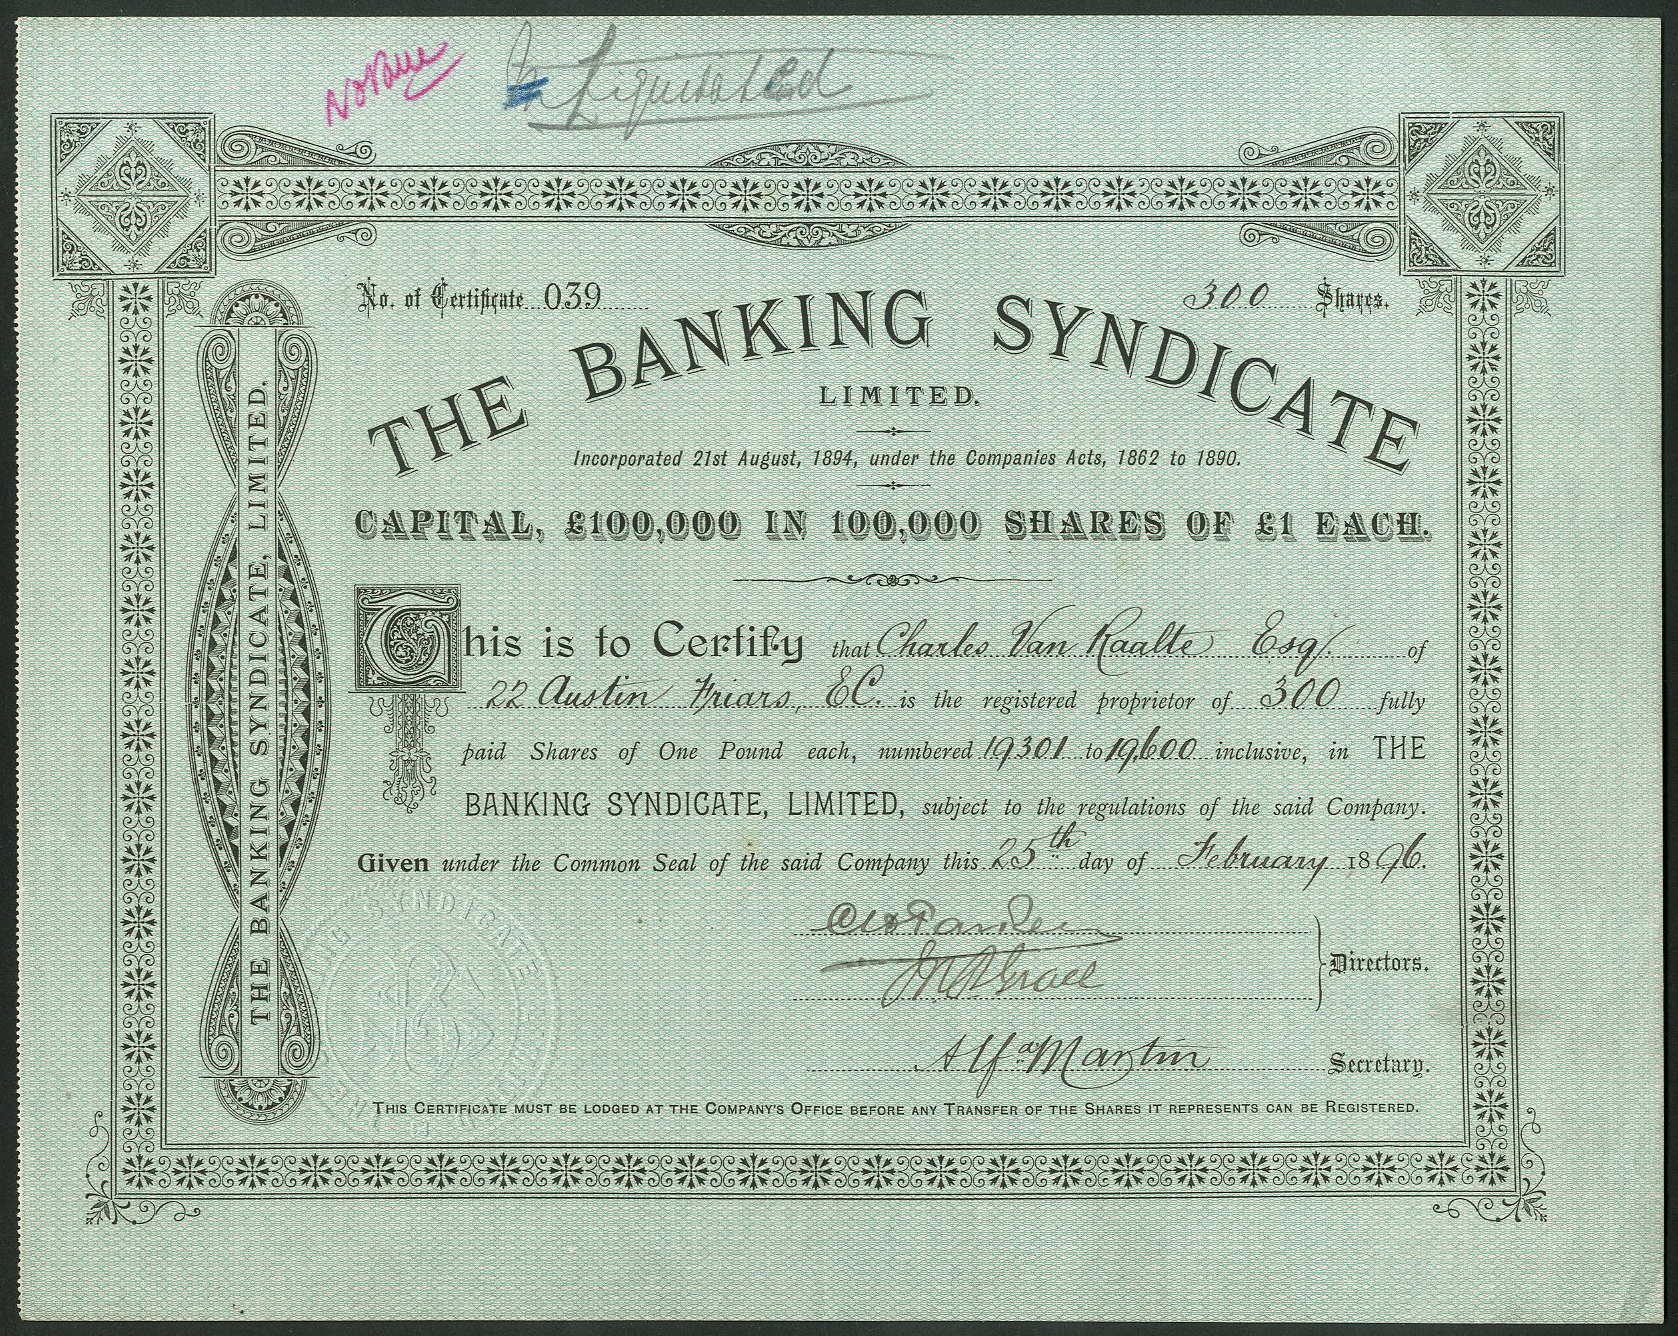 No Value
Liquidated
No. of Certificate 039
300 Shares.
THE BANKING SYNDICATE
LIMITED.
Incorporated 21st August, 1894, under the Companies Acts, 1862 to 1890.
CAPITAL, £100,000 IN 100,000 SHARES OF £1 EACH.
THE BANKING SYNDICATE, LIMITED.
This is to Certify that Charles Van Raalte Esqr. of
22 Austin Friars, EC. is the registered proprietor of 300 fully
paid Shares of One Pound each, numbered 19301 to 19,600 inclusive, in THE
BANKING SYNDICATE, LIMITED, subject to the regulations of the said Company.
Given under the Common Seal of the said Company this 25th day of February 1896.
Directors.
Alfd Martin Secretary.
THIS CERTIFICATE MUST BE LODGED AT THE COMPANY'S OFFICE BEFORE ANY TRANSFER OF THE SHARES IT REPRESENTS CAN BE REGISTERED.